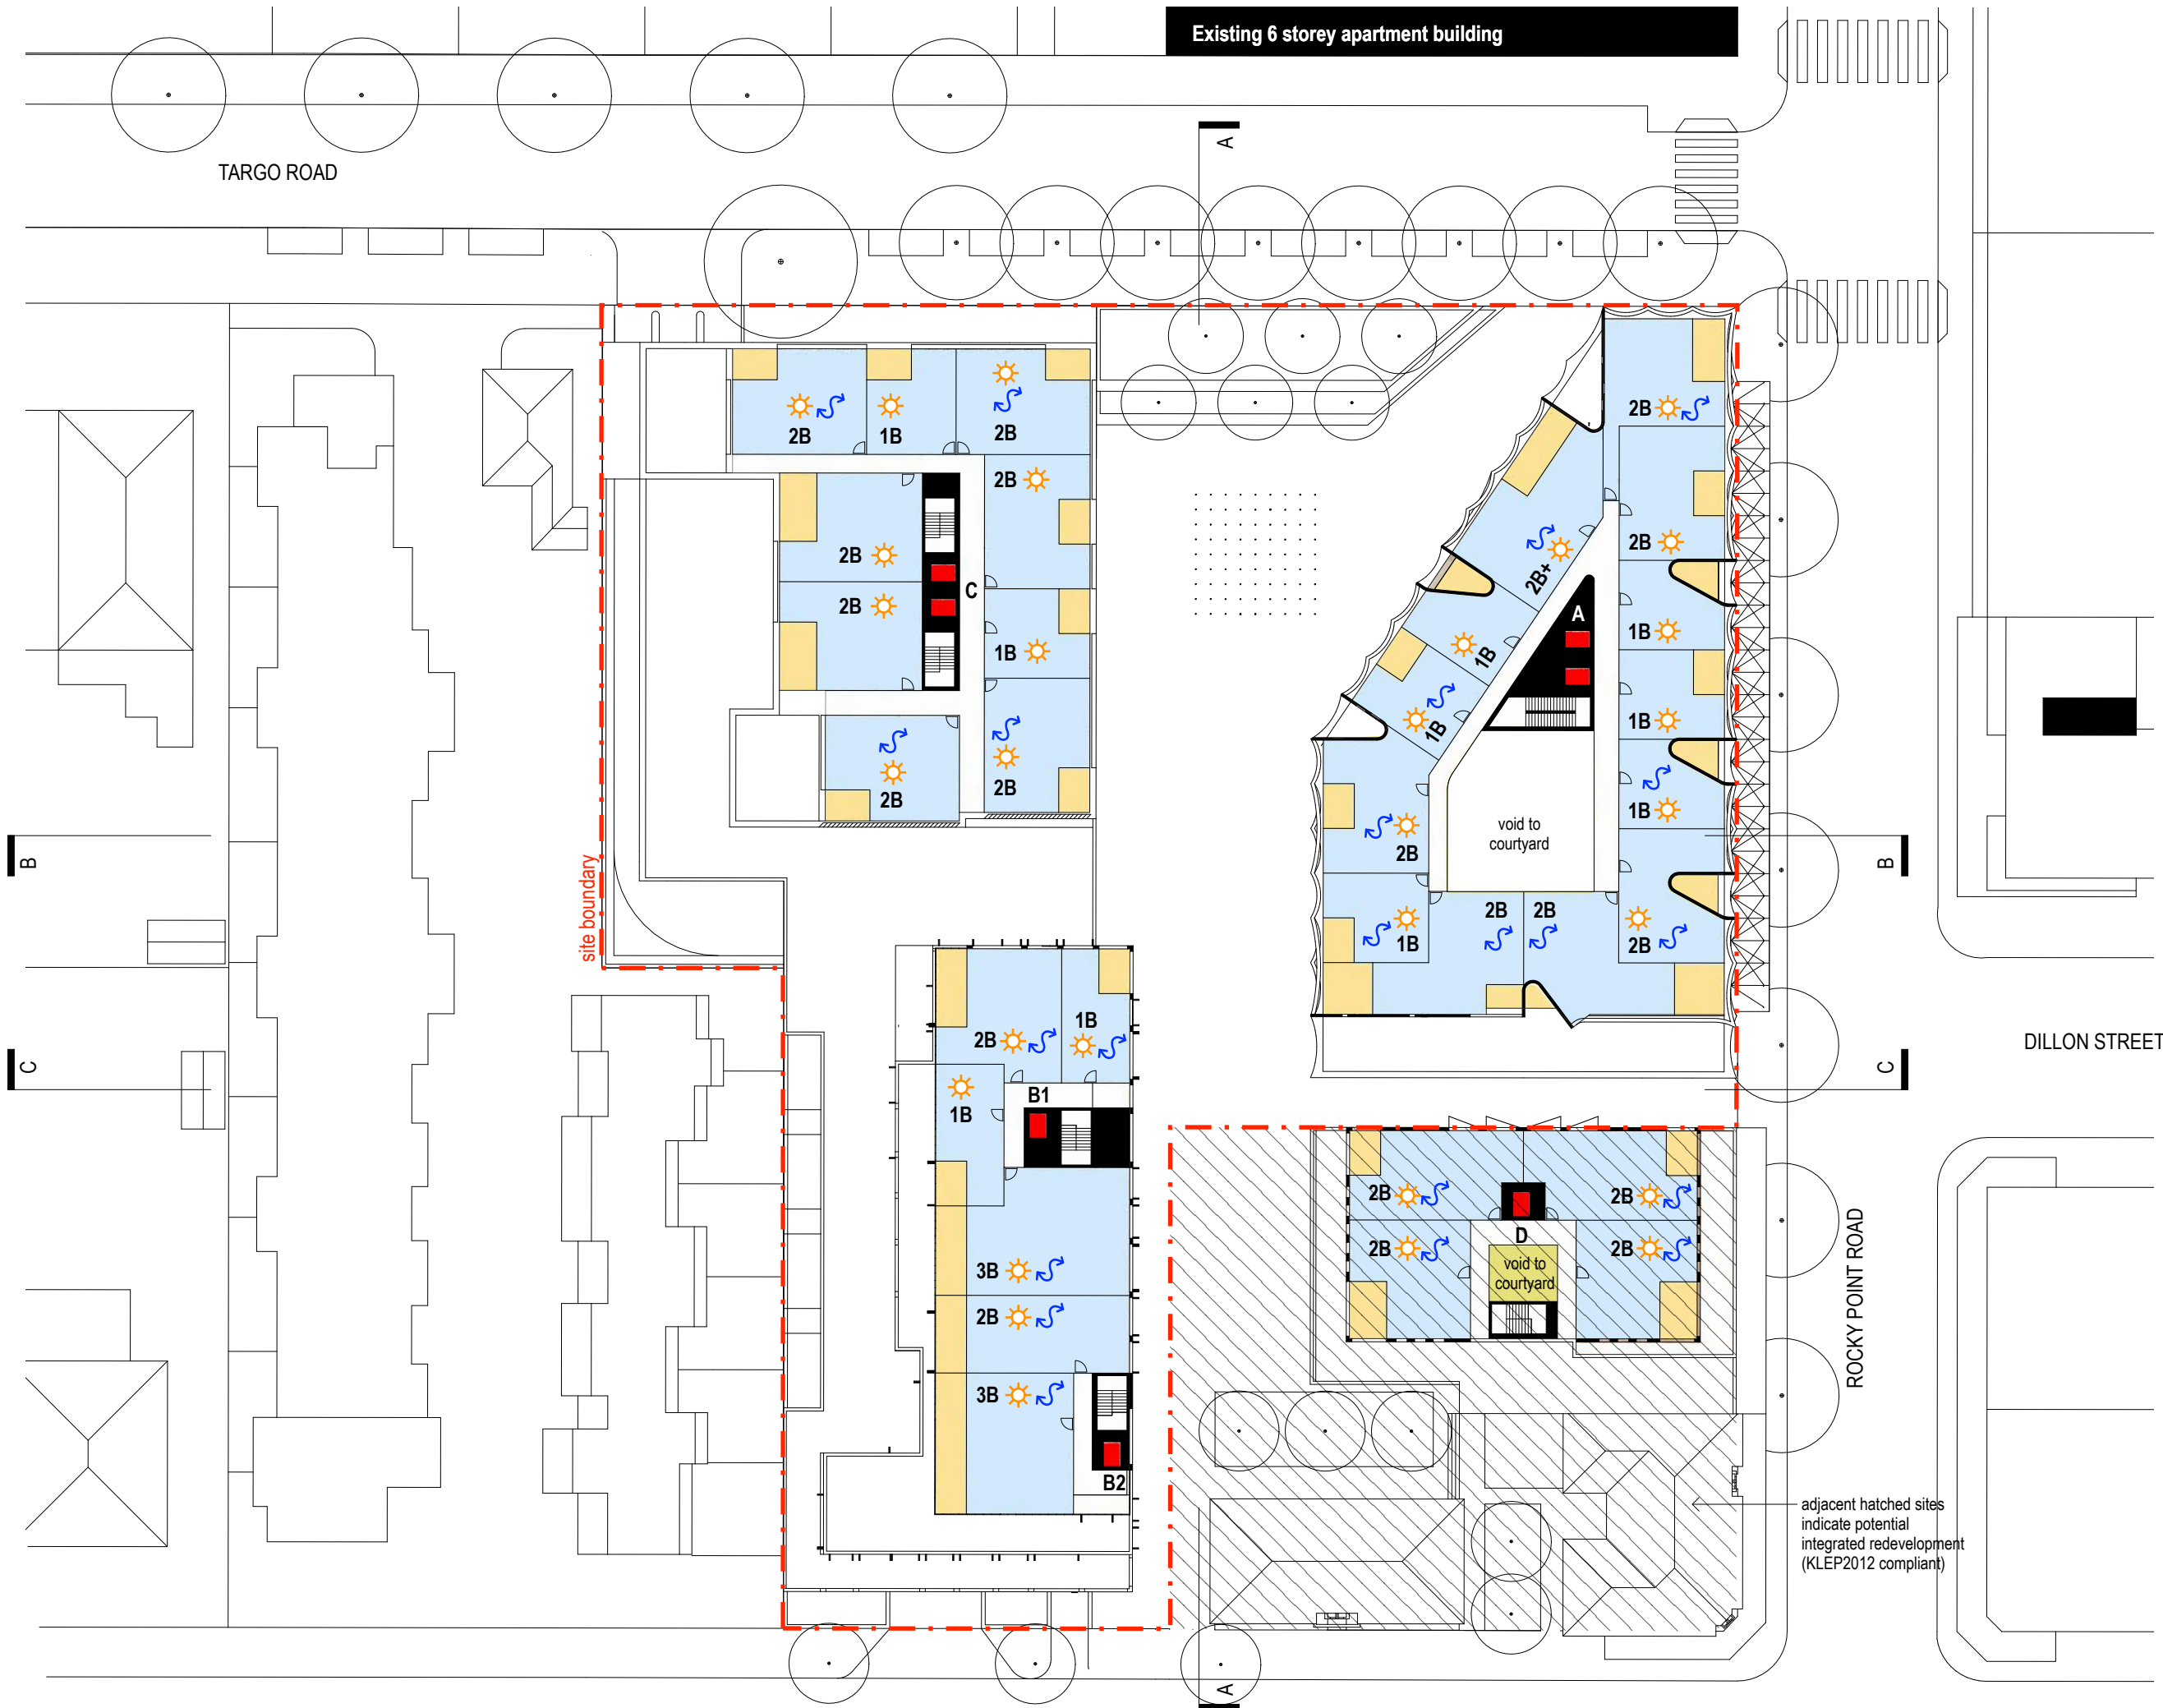 Existing 6 storey apartment building
A
TARGO ROAD
2B
1B
2B
2B
2B
2B
C
1B
2B
2B
2B
2B
2B+
A
1B
1B
1B
1B
1B
2B
void to
courtyard
1B
2B
2B
2B
B
B
site boundary
2B
1B
C
C
DILLON STREET
B1
1B
2B
2B
2B
2B
D
void to
courtyard
3B
2B
3B
B2
ROCKY POINT ROAD
adjacent hatched sites
indicate potential
integrated redevelopment
(KLEP2012 compliant)
A